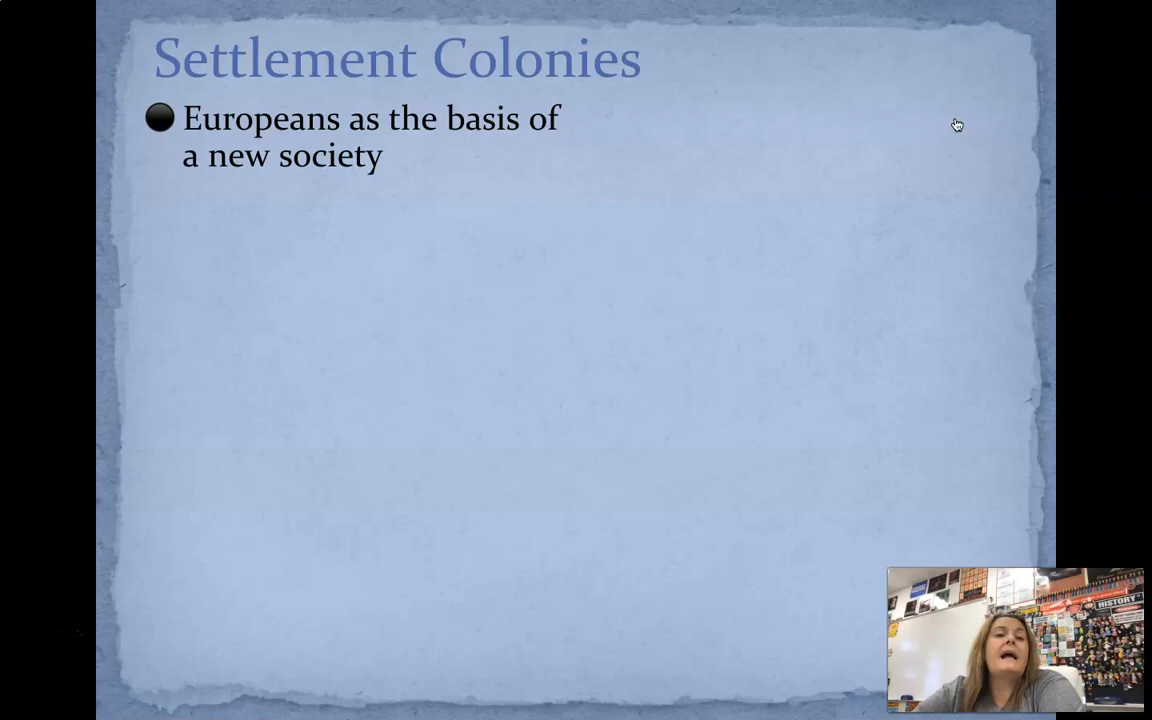 Settlement Colonies
Europeans as the basis of
a new society
HISTORY